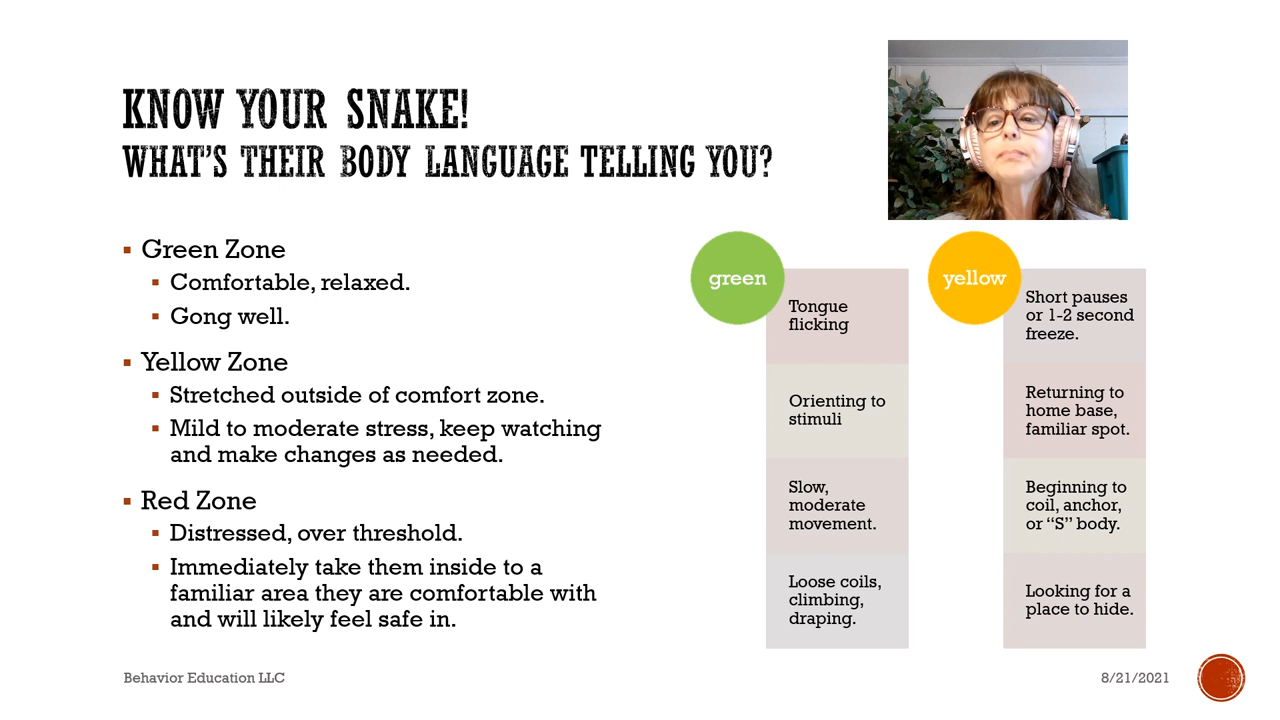 KNOW YOUR SNAKE!
WHAT'S THEIR BODY LANGUAGE TELLING YOU?
Green Zone
Comfortable, relaxed.
Gong well.
Yellow Zone
Stretched outside of comfort zone.
Mild to moderate stress, keep watching
and make changes as needed.
Red Zone
Distressed, over threshold.
Immediately take them inside to a
familiar area they are comfortable with
and will likely feel safe in.
green
Tongue
flicking
Orienting to
stimuli
Slow,
moderate
movement.
Loose coils,
climbing,
draping.
yellow
Short pauses
or 1-2 second
freeze.
Returning to
home base,
familiar spot.
Beginning to
coil, anchor,
or “S” body.
Looking for a
place to hide.
Behavior Education LLC
8/21/2021